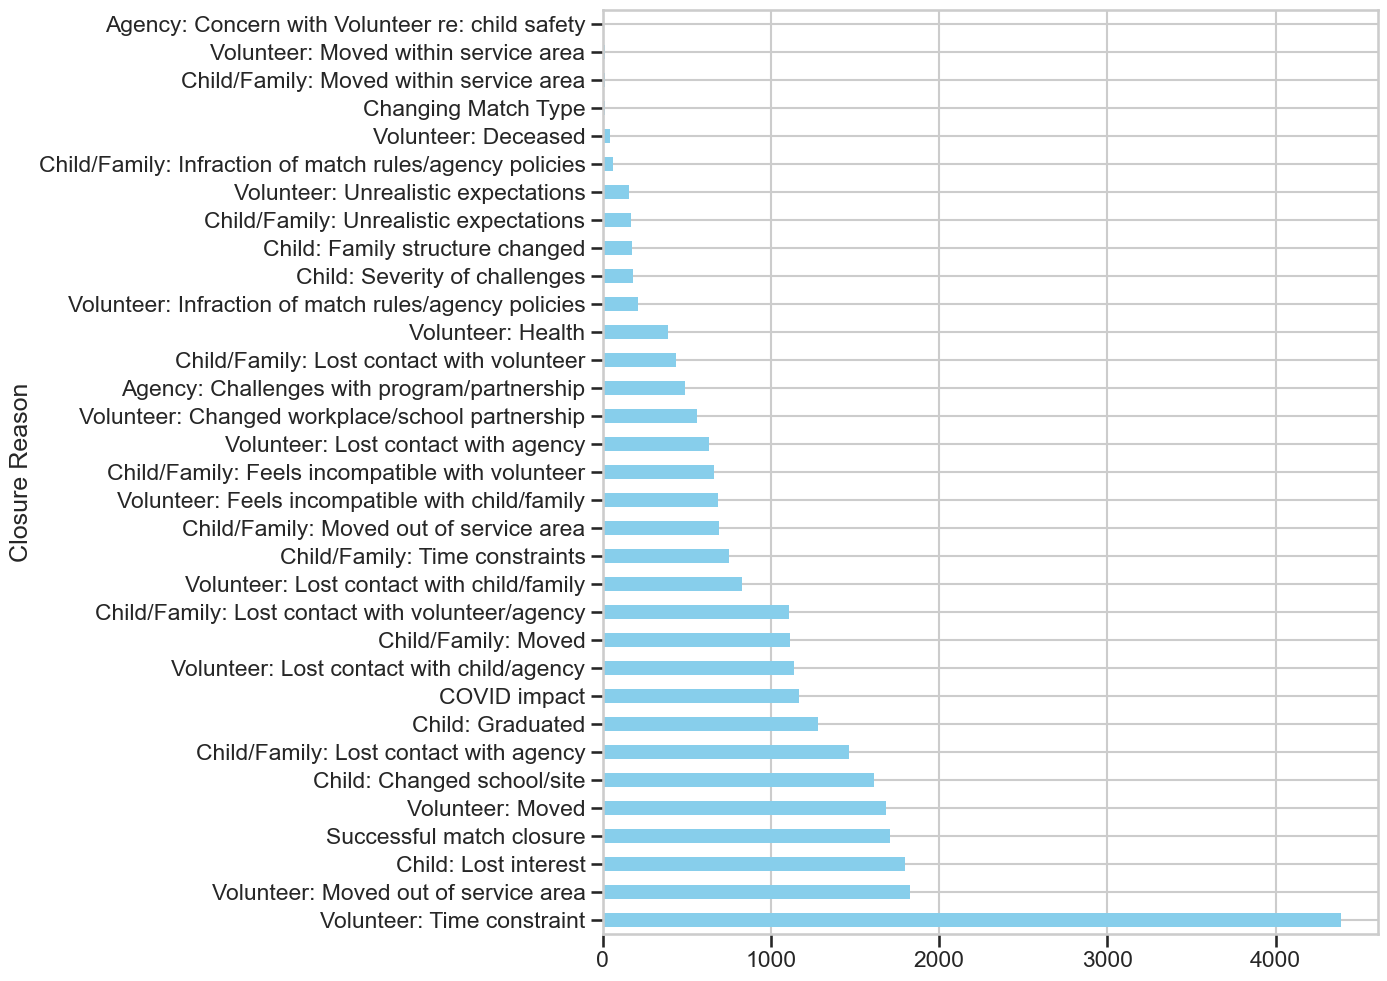 Agency: Concern with Volunteer re: child safety
Volunteer: Moved within service area
Child/Family: Moved within service area
Changing Match Type
Volunteer: Deceased
Child/Family: Infraction of match rules/agency policies
Volunteer: Unrealistic expectations
Child/Family: Unrealistic expectations
Child: Family structure changed
Child: Severity of challenges
Volunteer: Infraction of match rules/agency policies
Volunteer: Health
Child/Family: Lost contact with volunteer
Agency: Challenges with program/partnership
Volunteer: Changed workplace/school partnership
Volunteer: Lost contact with agency
Child/Family: Feels incompatible with volunteer
Volunteer: Feels incompatible with child/family
Child/Family: Moved out of service area
Child/Family: Time constraints
Volunteer: Lost contact with child/family
Child/Family: Lost contact with volunteer/agency
Child/Family: Moved
Volunteer: Lost contact with child/agency
COVID impact
Child: Graduated
Child/Family: Lost contact with agency
Child: Changed school/site
Volunteer: Moved
Successful match closure
Child: Lost interest
Volunteer: Moved out of service area
Volunteer: Time constraint
Closure Reason
0 1000 2000 3000 4000